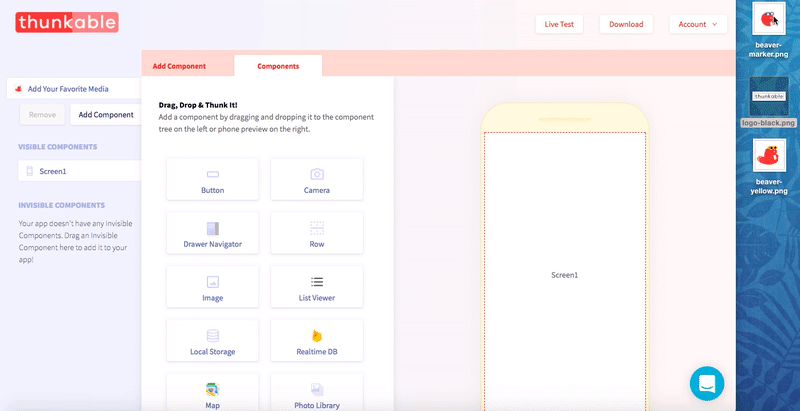 thunkable
Live Test
Download
Account
Add Your Favorite Media
Remove
Add Component
VISIBLE COMPONENTS
Screen1
INVISIBLE COMPONENTS
Your app doesn't have any Invisible
Components. Drag an Invisible
Component here to add it to your
app!
Add Component
Components
Drag, Drop & Thunk It!
Add a component by dragging and dropping it to the component
tree on the left or phone preview on the right.
Button
Camera
Drawer Navigator
Row
Image
List Viewer
Local Storage
Realtime DB
Map
Photo Library
Screen1
beaver-
marker.png
thunkable
logo-black.png
beaver-
yellow.png